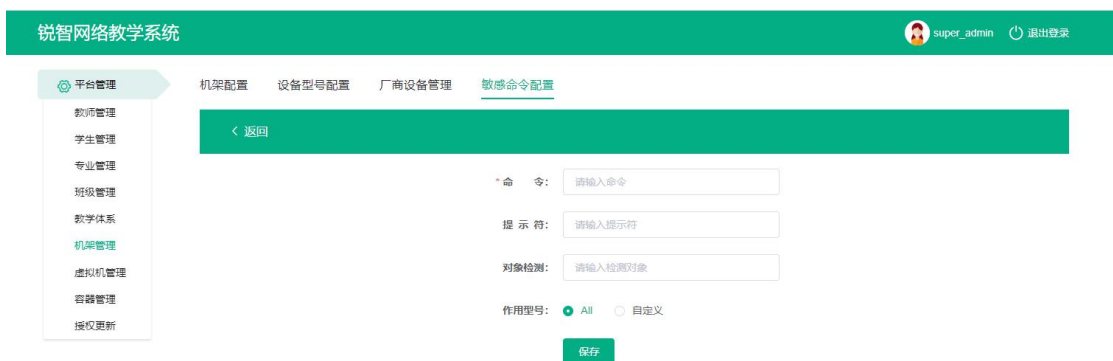 锐智网络教学系统
super_admin 退出登录
平台管理
教师管理
学生管理
专业管理
班级管理
教学体系
机架管理
虚拟机管理
容器管理
授权更新
机架配置 设备型号配置 厂商设备管理 敏感命令配置
< 返回
* 命 令: 请输入命令
提 示 符: 请输入提示符
对象检测: 请输入检测对象
作用型号: All 自定义
保存